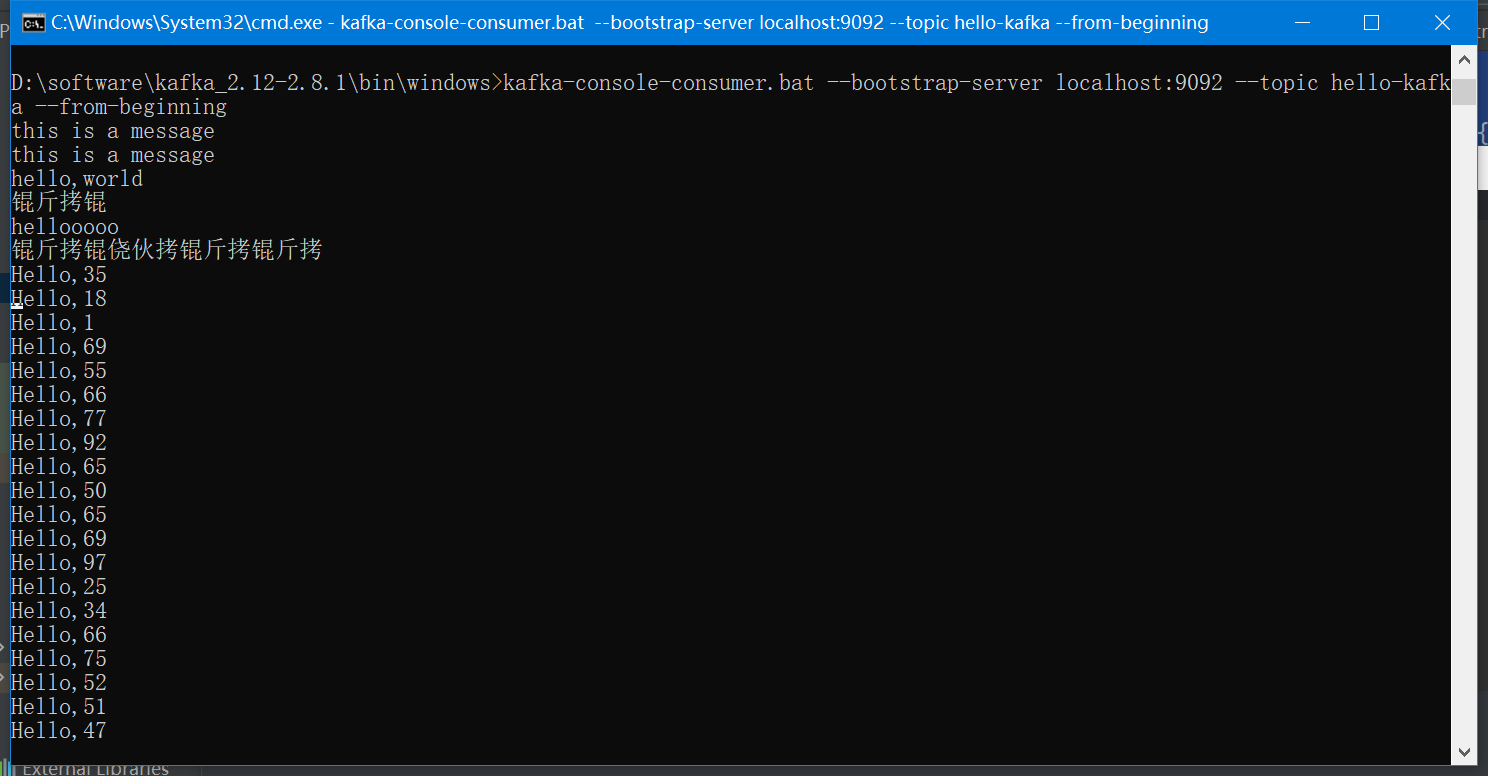 C:\Windows\System32\cmd.exe - kafka-console-consumer.bat  --bootstrap-server localhost:9092 --topic hello-kafka --from-beginning
D:\software\kafka_2.12-2.8.1\bin\windows>kafka-console-consumer.bat --bootstrap-server localhost:9092 --topic hello-kafk
a --from-beginning
this is a message
this is a message
hello,world
锟斤拷锟
hellooooo
锟斤拷锟侥伙拷锟斤拷锟斤拷
Hello,35
Hello,18
Hello,1
Hello,69
Hello,55
Hello,66
Hello,77
Hello,92
Hello,65
Hello,50
Hello,65
Hello,69
Hello,97
Hello,25
Hello,34
Hello,66
Hello,75
Hello,52
Hello,51
Hello,47
External Libraries